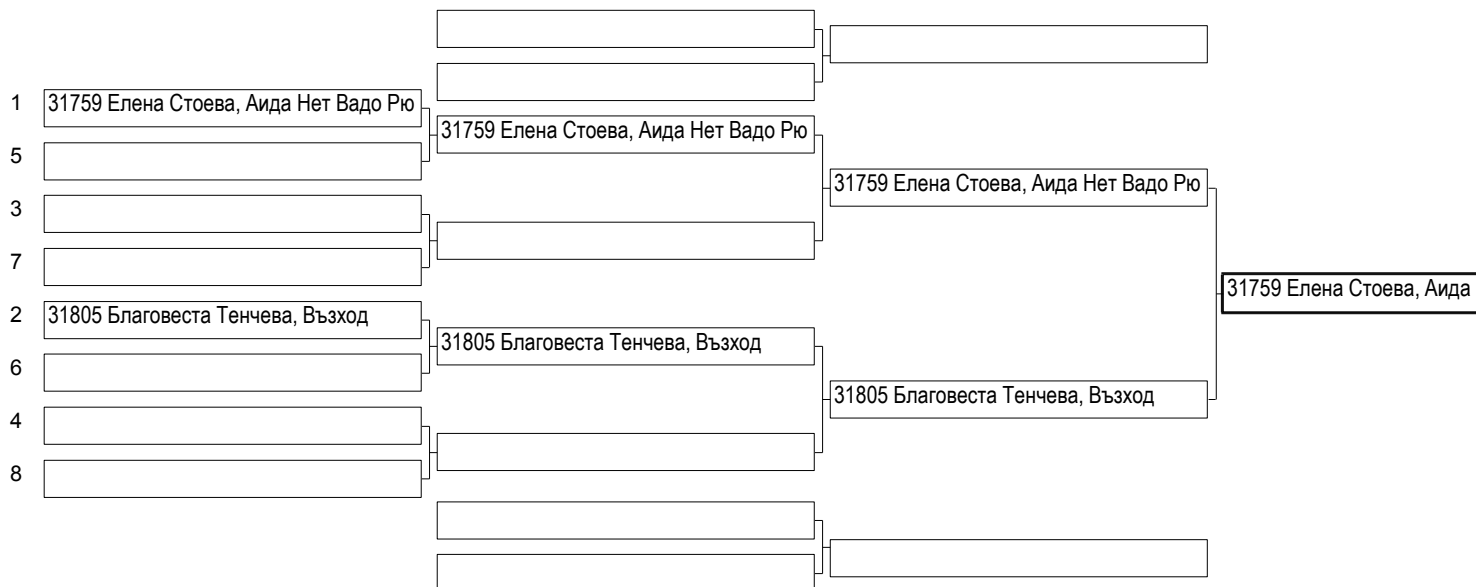 1 31759 Елена Стоева, Аида Нет Вадо Рю
31759 Елена Стоева, Аида Нет Вадо Рю
5
31759 Елена Стоева, Аида Нет Вадо Рю
3
7
31759 Елена Стоева, Аида
2 31805 Благовеста Тенчева, Възход
31805 Благовеста Тенчева, Възход
6
31805 Благовеста Тенчева, Възход
4
8